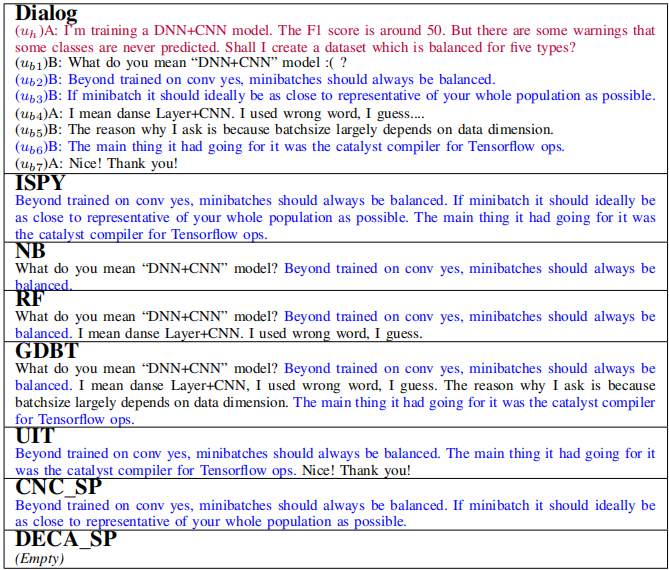 Dialog
(u_h)A: I'm training a DNN+CNN model. The F1 score is around 50. But there are some warnings that
some classes are never predicted. Shall I create a dataset which is balanced for five types?
(u_b1)B: What do you mean “DNN+CNN” model :( ?
(u_b2)B: Beyond trained on conv yes, minibatches should always be balanced.
(u_b3)B: If minibatch it should ideally be as close to representative of your whole population as possible.
(u_b4)A: I mean danse Layer+CNN. I used wrong word, I guess....
(u_b5)B: The reason why I ask is because batchsize largely depends on data dimension.
(u_b6)B: The main thing it had going for it was the catalyst compiler for Tensorflow ops.
(u_b7)A: Nice! Thank you!
ISPY
Beyond trained on conv yes, minibatches should always be balanced. If minibatch it should ideally be
as close to representative of your whole population as possible. The main thing it had going for it was
the catalyst compiler for Tensorflow ops.
NB
What do you mean “DNN+CNN” model? Beyond trained on conv yes, minibatches should always be
balanced.
RF
What do you mean “DNN+CNN” model? Beyond trained on conv yes, minibatches should always be
balanced. I mean danse Layer+CNN. I used wrong word, I guess.
GDBT
What do you mean “DNN+CNN” model? Beyond trained on conv yes, minibatches should always be
balanced. I mean danse Layer+CNN, I used wrong word, I guess. The reason why I ask is because
batchsize largely depends on data dimension. The main thing it had going for it was the catalyst compiler
for Tensorflow ops.
UIT
Beyond trained on conv yes, minibatches should always be balanced. The main thing it had going for it
was the catalyst compiler for Tensorflow ops. Nice! Thank you!
CNC_SP
Beyond trained on conv yes, minibatches should always be balanced. If minibatch it should ideally be
as close to representative of your whole population as possible.
DECA_SP
(Empty)